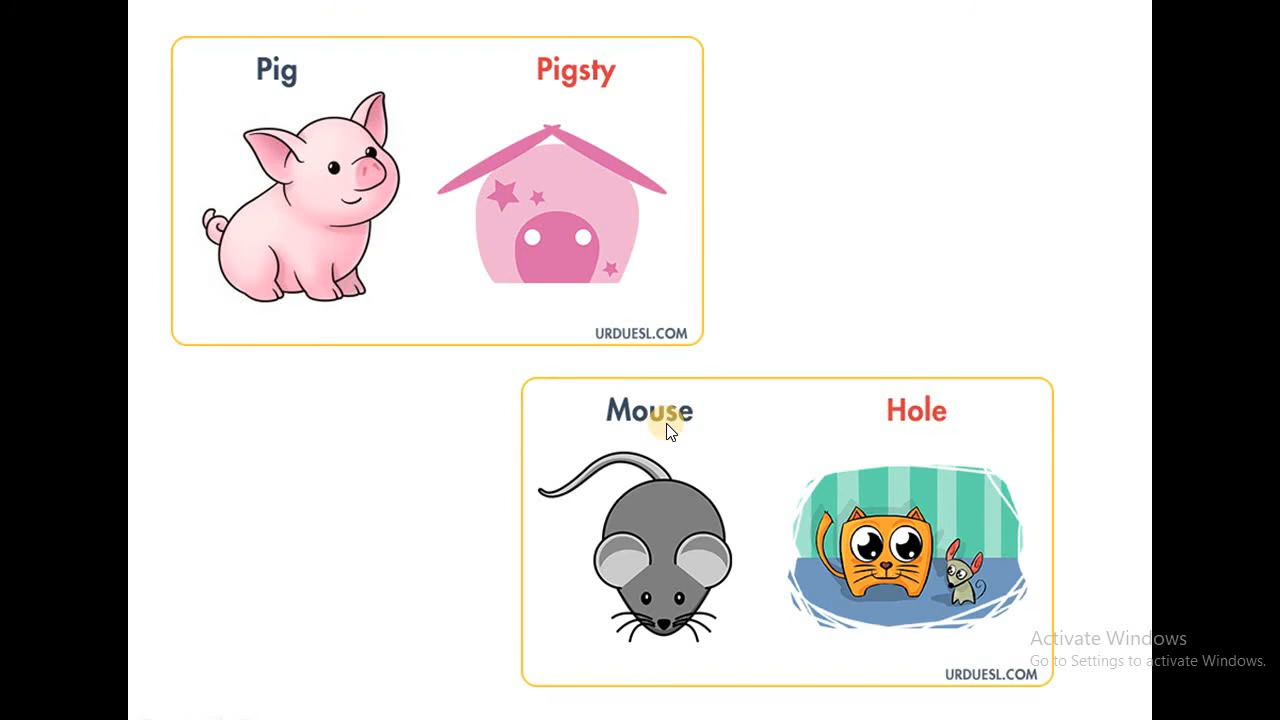 Pig
Pigsty
URDUESL.COM
Mouse
Hole
URDUESL.COM
Activate Windows
Go to Settings to activate Windows.